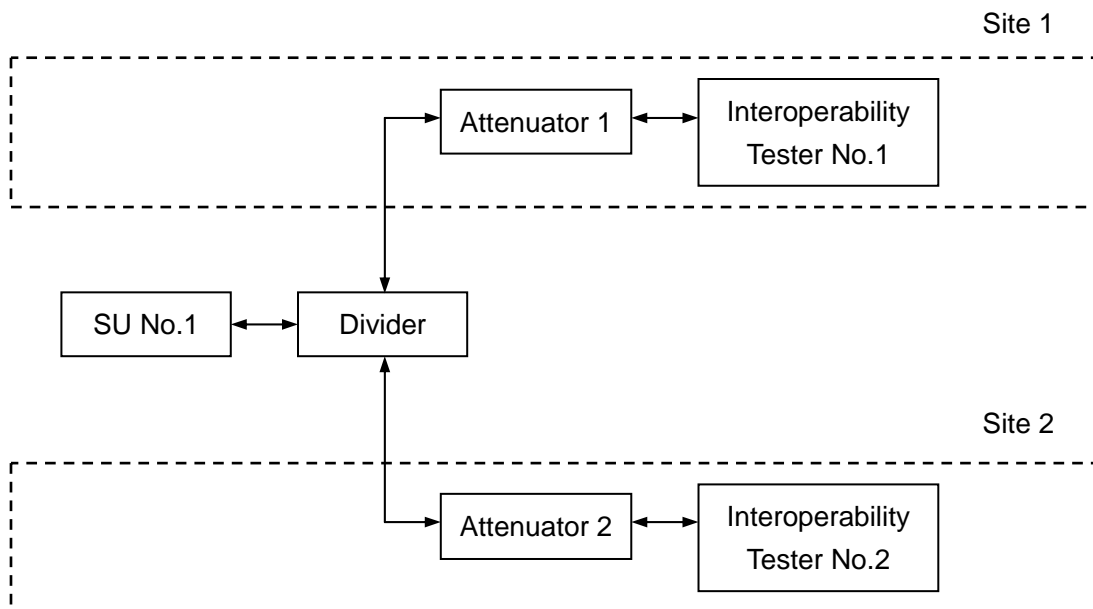 Site 1
Attenuator 1
Interoperability
Tester No.1
SU No.1
Divider
Site 2
Attenuator 2
Interoperability
Tester No.2